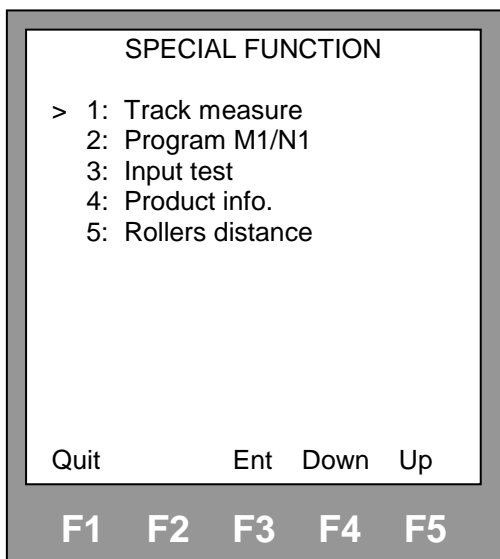 SPECIAL FUNCTION
> 1: Track measure
2: Program M1/N1
3: Input test
4: Product info.
5: Rollers distance
Quit Ent Down Up
F1 F2 F3 F4 F5